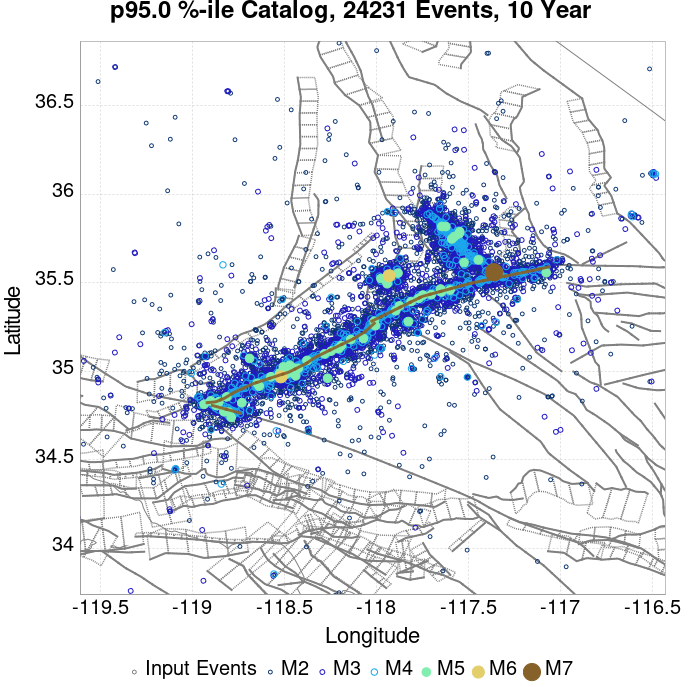 p95.0 %-ile Catalog, 24231 Events, 10 Year
Latitude
36.5
36
35.5
35
34.5
34
-119.5 -119 -118.5 -118 -117.5 -117 -116.5
Longitude
Input Events M2 M3 M4 M5 M6 M7